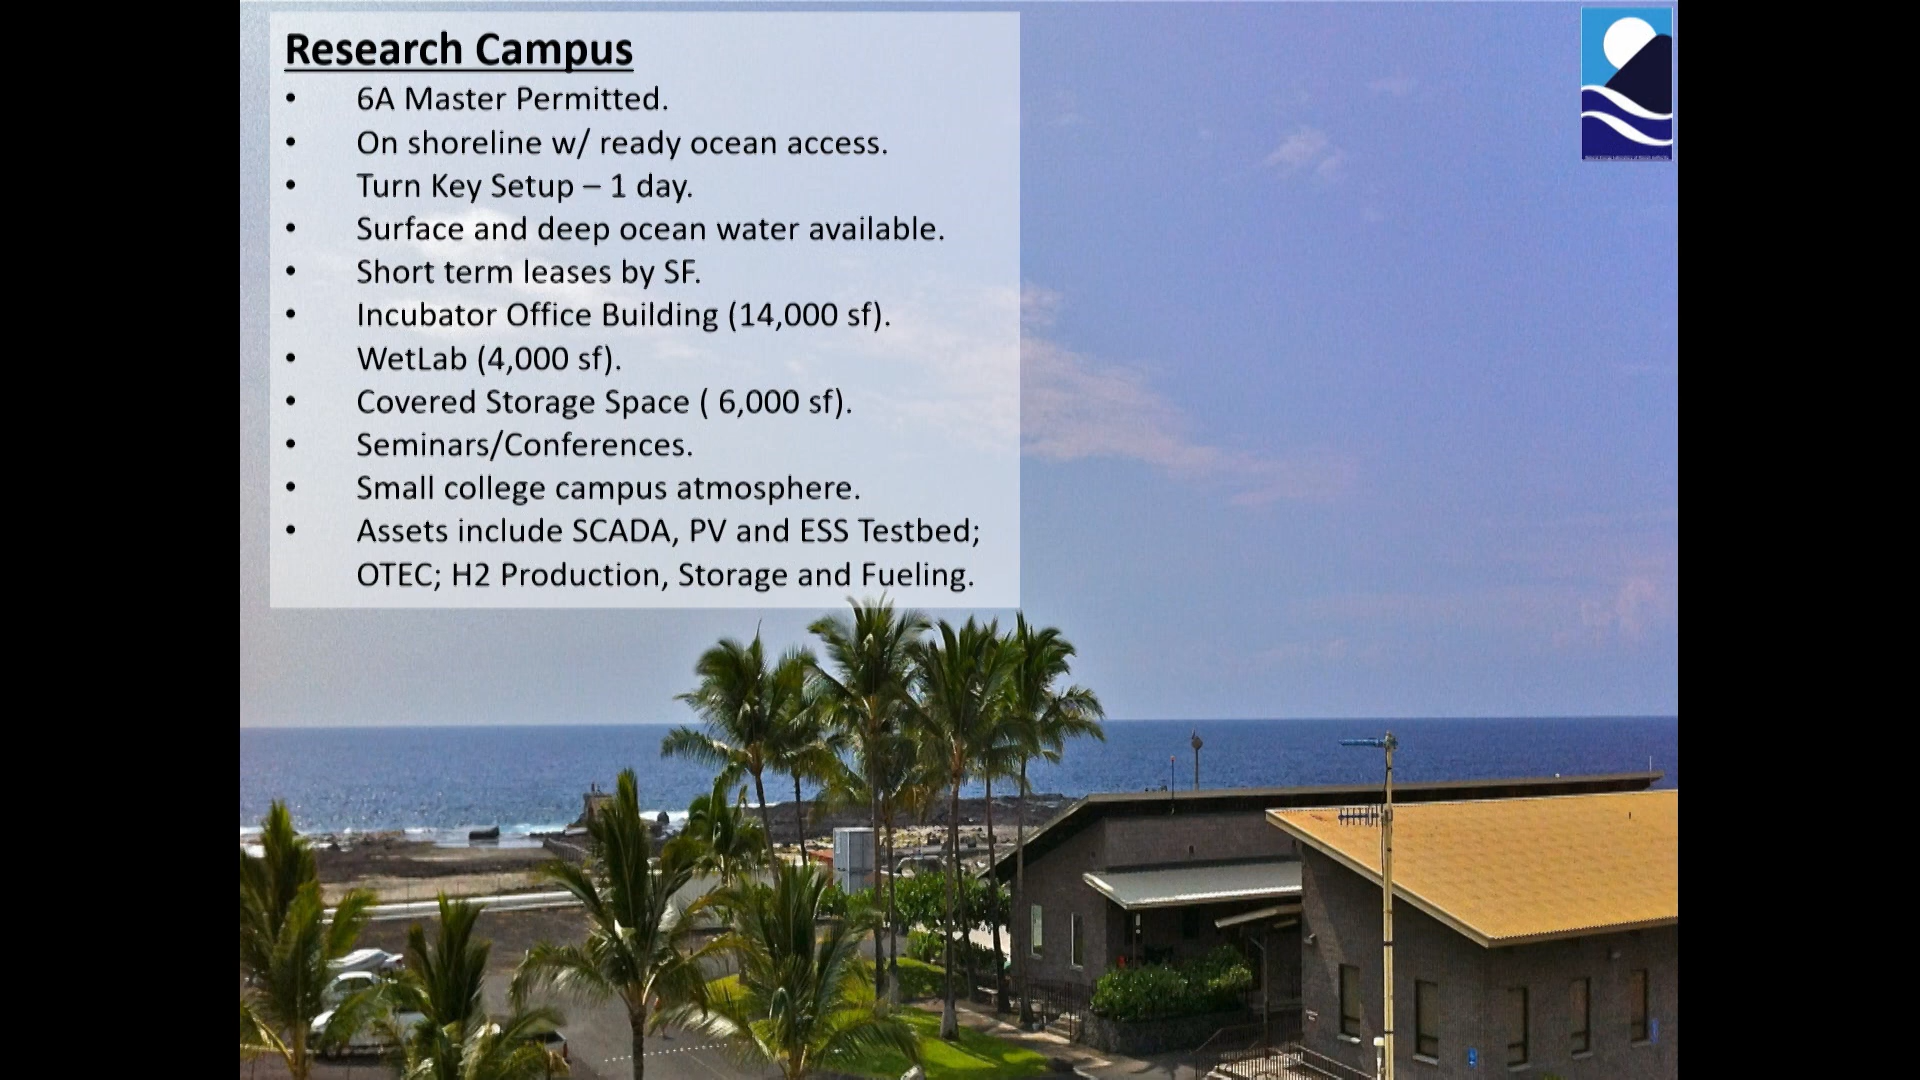 Research Campus
• 6A Master Permitted.
• On shoreline w/ ready ocean access.
• Turn Key Setup – 1 day.
• Surface and deep ocean water available.
• Short term leases by SF.
• Incubator Office Building (14,000 sf).
• WetLab (4,000 sf).
• Covered Storage Space ( 6,000 sf).
• Seminars/Conferences.
• Small college campus atmosphere.
• Assets include SCADA, PV and ESS Testbed;
OTEC; H2 Production, Storage and Fueling.